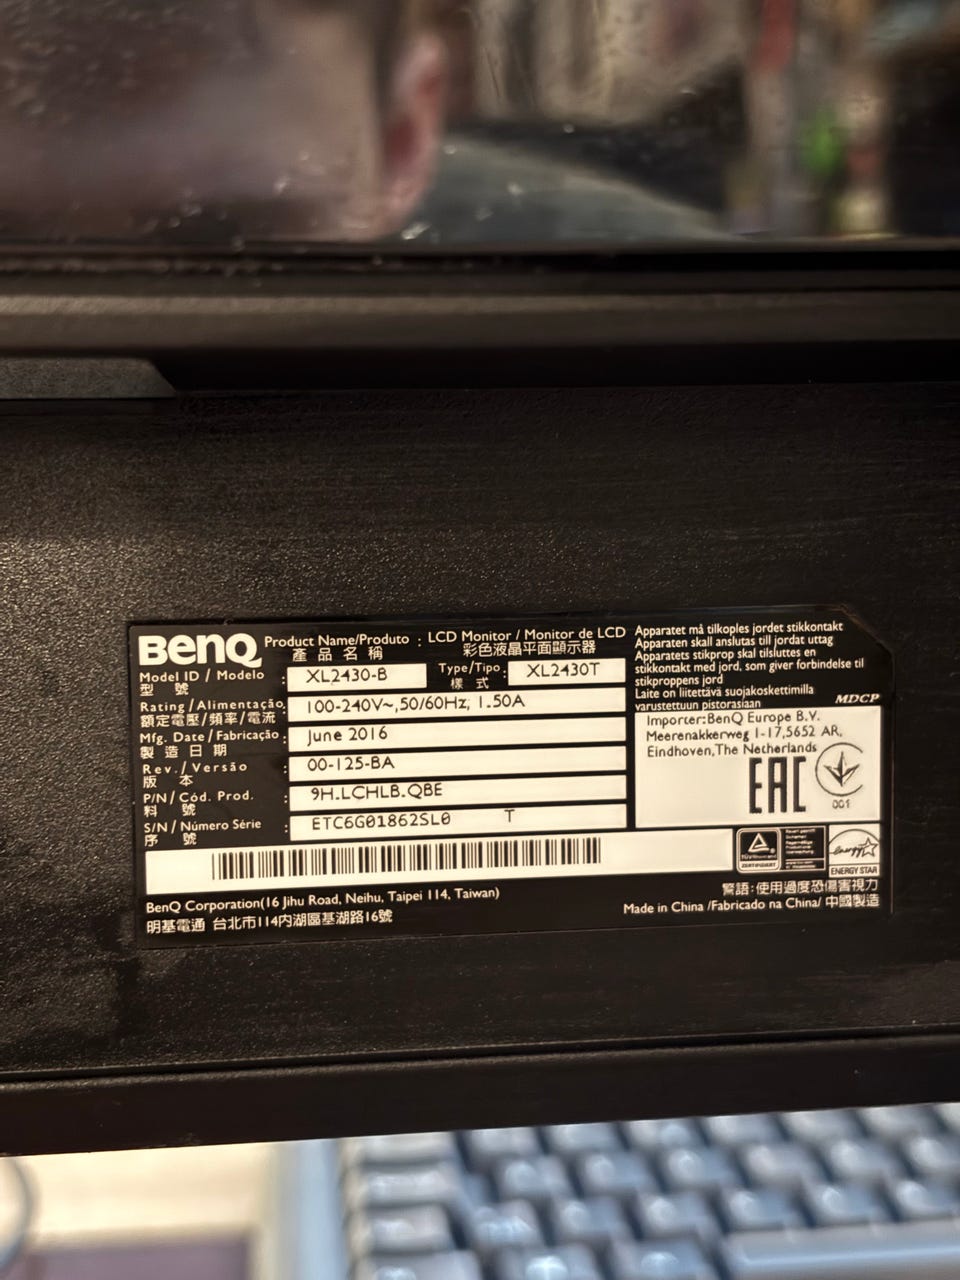 BenQ
Product Name/Produto : LCD Monitor / Monitor de LCD
產品名稱 彩色液晶平面顯示器
Model ID / Modelo : XL2430-B Type/Tipo : XL2430T
型號 樣式
Rating / Alimentação : 100-240V~,50/60Hz, 1.50A
額定電壓/頻率/電流
Mfg. Date / Fabricação : June 2016
製造日期
Rev. / Versão : 00-125-BA
版本
P/N / Cód. Prod. : 9H.LCHLB.QBE
料號
S/N / Número Série : ETC6G01862SL0 T
序號
BenQ Corporation(16 Jihu Road, Neihu, Taipei 114, Taiwan)
明基電通 台北市114內湖區基湖路16號
Apparatet må tilkoples jordet stikkontakt
Apparaten skall anslutas till jordat uttag
Apparatets stikprop skal tilsluttes en
stikkontakt med jord, som giver forbindelse til
stikproppens jord
Laite on liitettävä suojakoskettimilla
varustettuun pistorasiaan
MDCP
Importer:BenQ Europe B.V.
Meerenakkerweg 1-17,5652 AR,
Eindhoven,The Netherlands
EAC
001
TÜVRheinland
CERTIFIED
energy
ENERGY STAR
警語:使用過度恐傷害視力
Made in China /Fabricado na China/ 中國製造